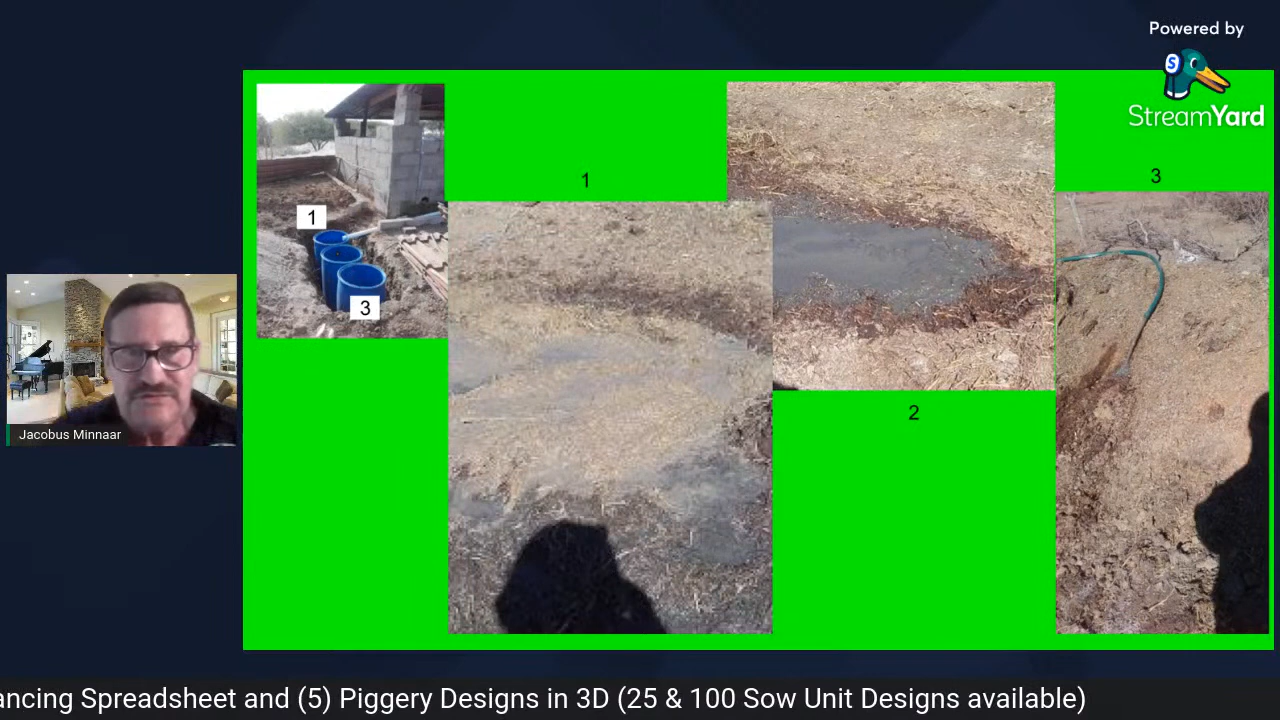 Powered by
StreamYard
1
3
1
2
3
Jacobus Minnaar
ancing Spreadsheet and (5) Piggery Designs in 3D (25 & 100 Sow Unit Designs available)